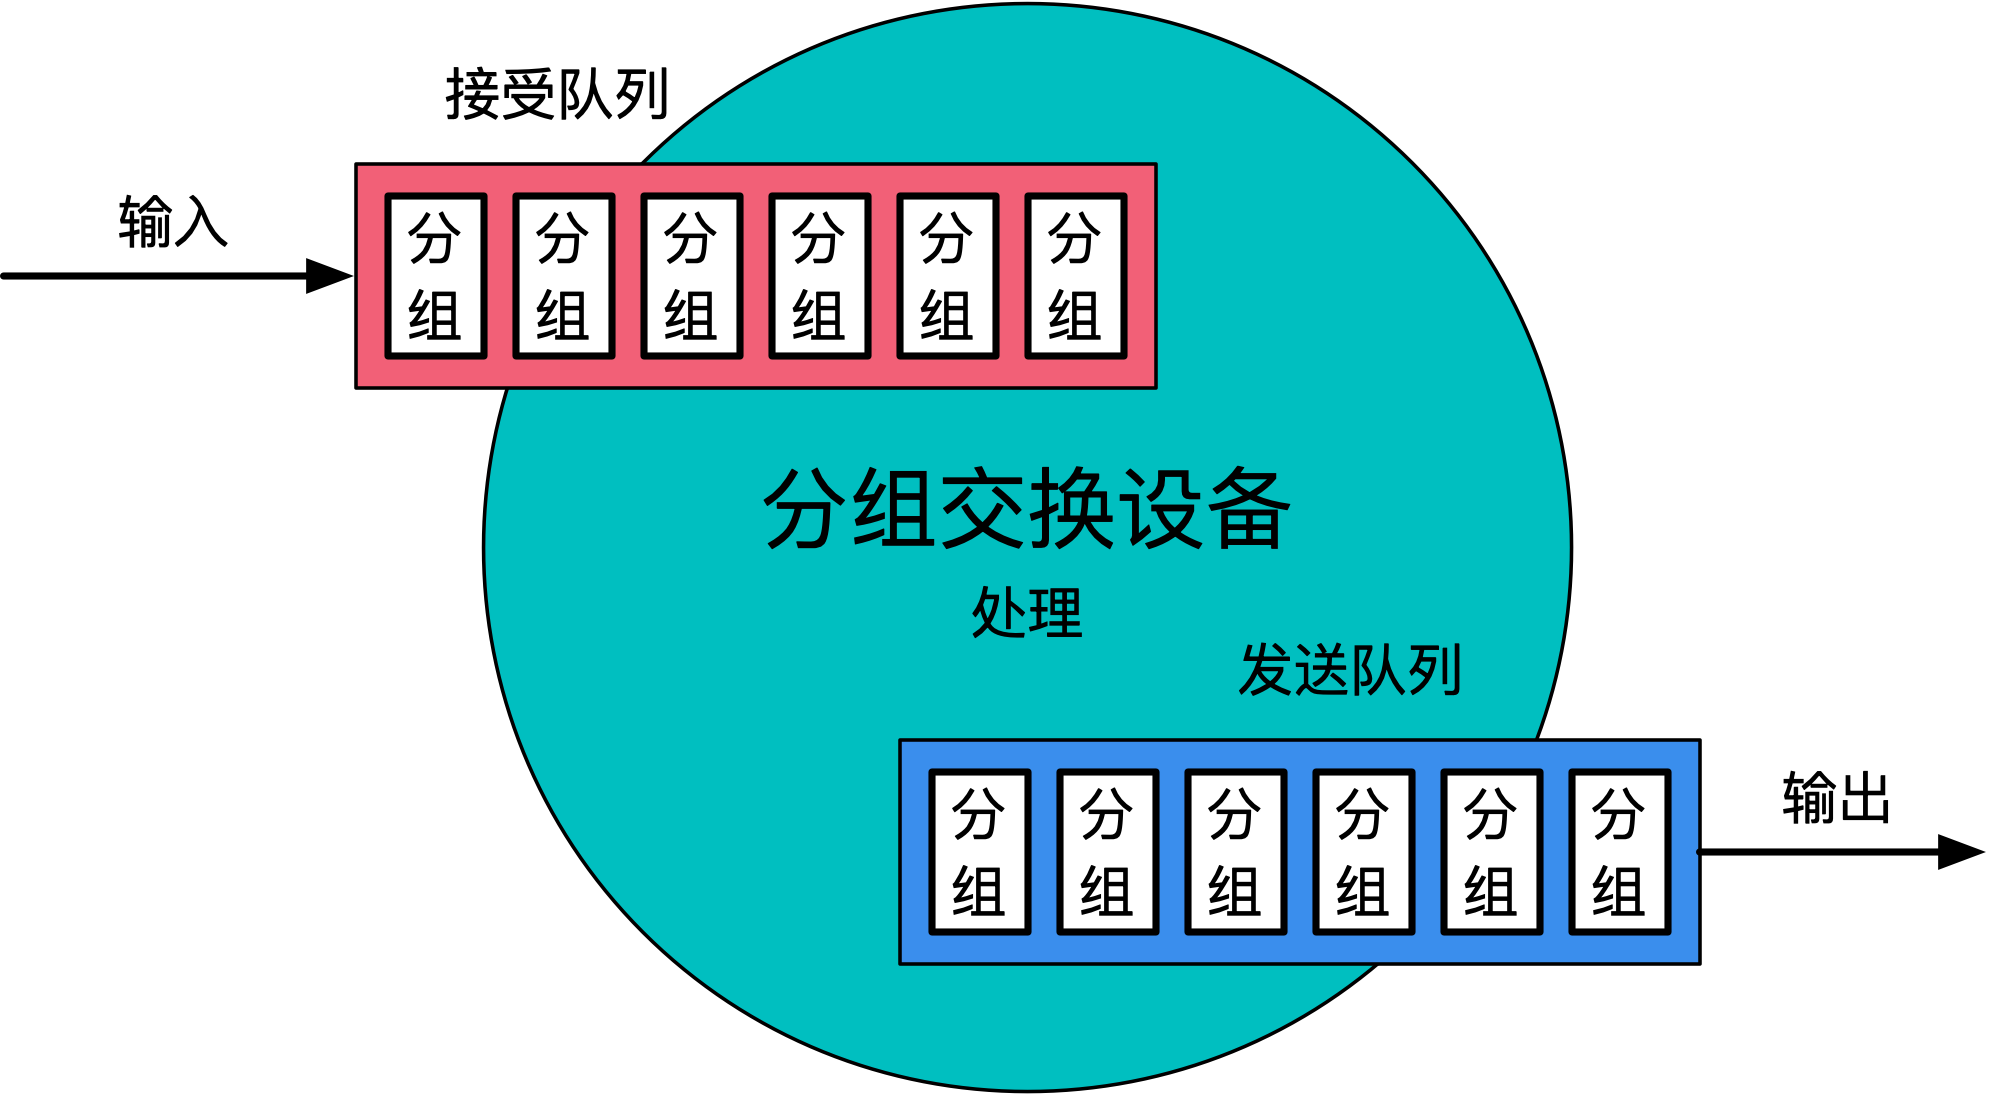 接受队列
输入
分组 分组 分组 分组 分组 分组
分组交换设备
处理
发送队列
分组 分组 分组 分组 分组 分组
输出